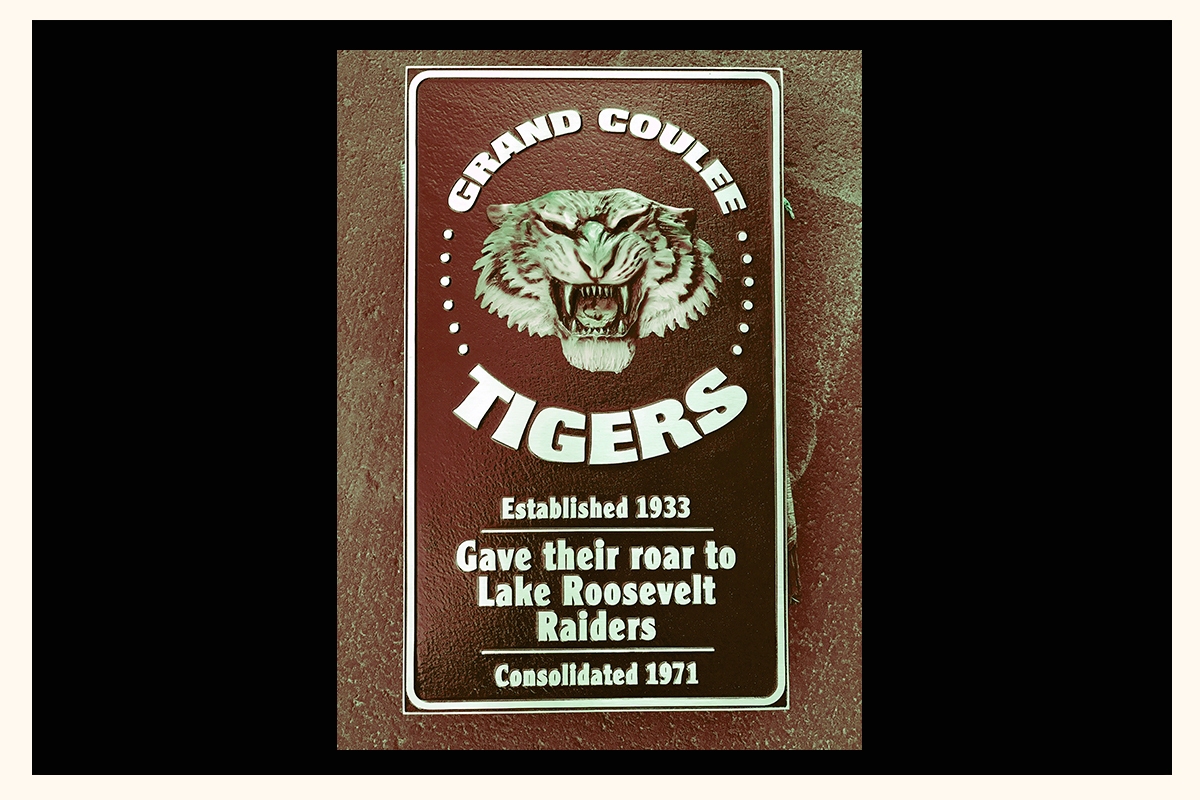 GRAND COULEE
TIGERS
Established 1933
Gave their roar to
Lake Roosevelt
Raiders
Consolidated 1971